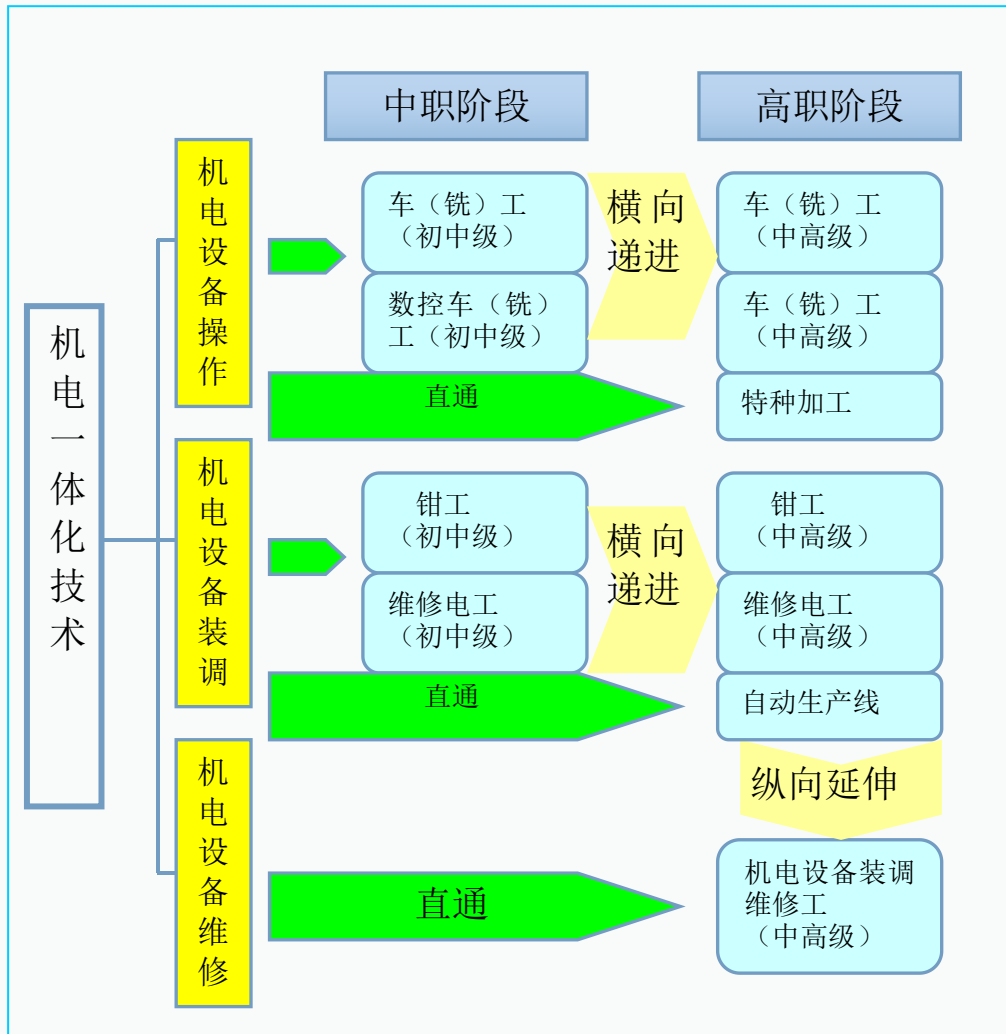 中职阶段
高职阶段
机电一体化技术
机电设备操作
车（铣）工
（初中级）
数控车（铣）
工（初中级）
横向
递进
车（铣）工
（中高级）
车（铣）工
（中高级）
直通
特种加工
机电设备装调
钳工
（初中级）
维修电工
（初中级）
横向
递进
钳工
（中高级）
维修电工
（中高级）
直通
自动生产线
纵向延伸
机电设备维修
直通
机电设备装调
维修工
（中高级）